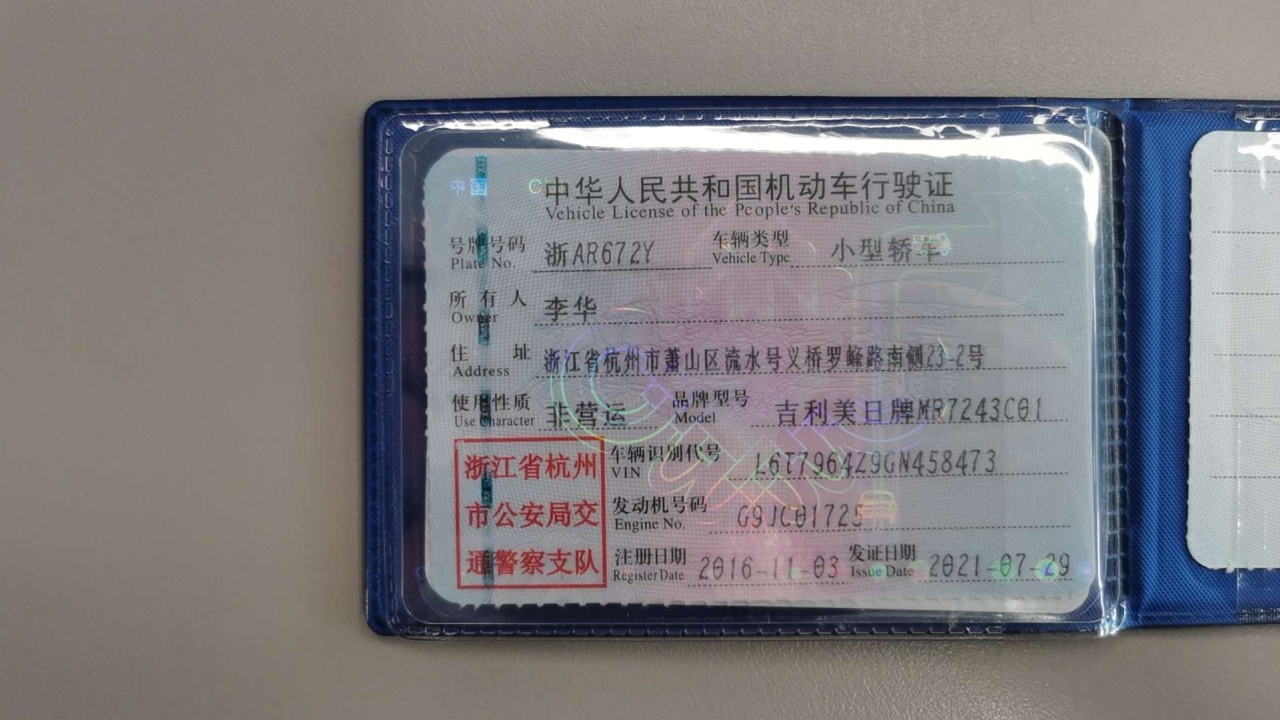 中国 C
中华人民共和国机动车行驶证
Vehicle License of the People's Republic of China
号牌号码 浙AR672Y 车辆类型 小型轿车
Plate No. Vehicle Type
所有人 李华
Owner
住址 浙江省杭州市萧山区流水号义桥罗峰路南侧23-2号
Address
使用性质 非营运 品牌型号 吉利美日牌MR7243C01
Use Character Model
浙江省杭州 车辆识别代号 L6T7964Z9GN458473
VIN
市公安局交 发动机号码 G9JC01725
Engine No.
通警察支队 注册日期 2016-11-03 发证日期 2021-07-29
Register Date Issue Date